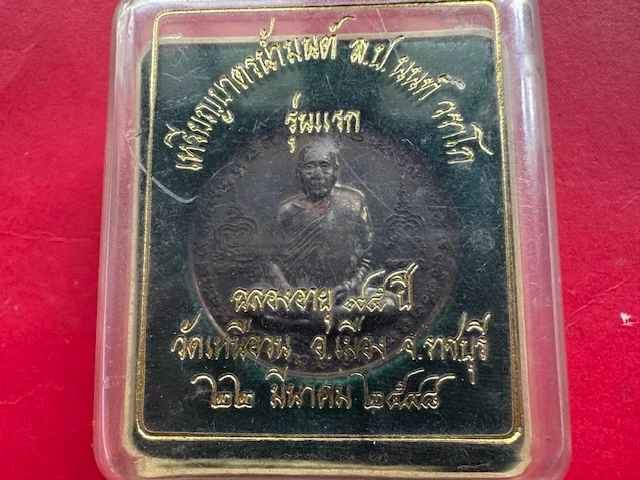 เหรียญบาตรน้ำมนต์ ล.ป.นนท์ วรกโต
รุ่นแรก
ฉลองอายุ ๙๔ ปี
วัดเหนือวน อ.เมือง จ.ราชบุรี
๒๒ มีนาคม ๒๕๔๘